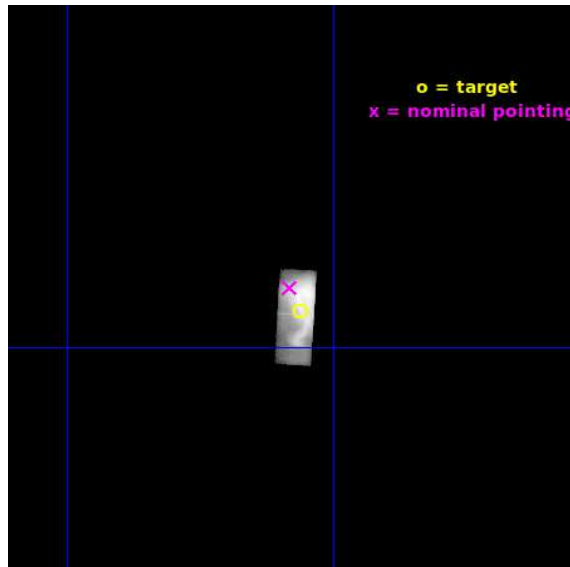 o = target
x = nominal pointing